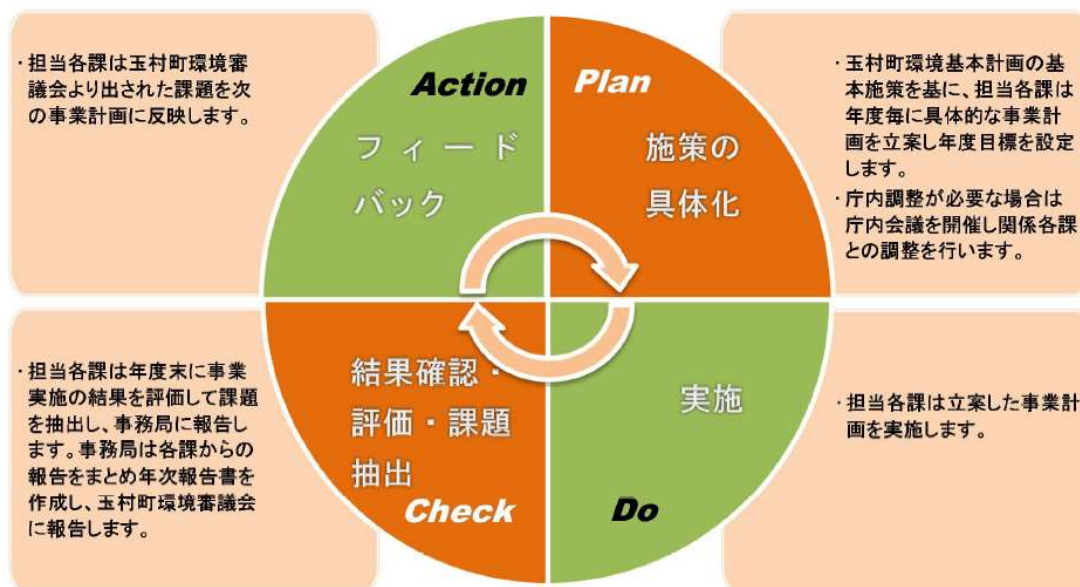 ・担当各課は玉村町環境審
議会より出された課題を次
の事業計画に反映します。
Action
フィード
バック
Plan
施策の
具体化
・玉村町環境基本計画の基
本施策を基に、担当各課は
年度毎に具体的な事業計
画を立案し年度目標を設定
します。
・庁内調整が必要な場合は
庁内会議を開催し関係各課
との調整を行います。
・担当各課は年度末に事業
実施の結果を評価して課題
を抽出し、事務局に報告し
ます。事務局は各課からの
報告をまとめ年次報告書を
作成し、玉村町環境審議会
に報告します。
結果確認・
評価・課題
抽出
Check
実施
Do
・担当各課は立案した事業計
画を実施します。